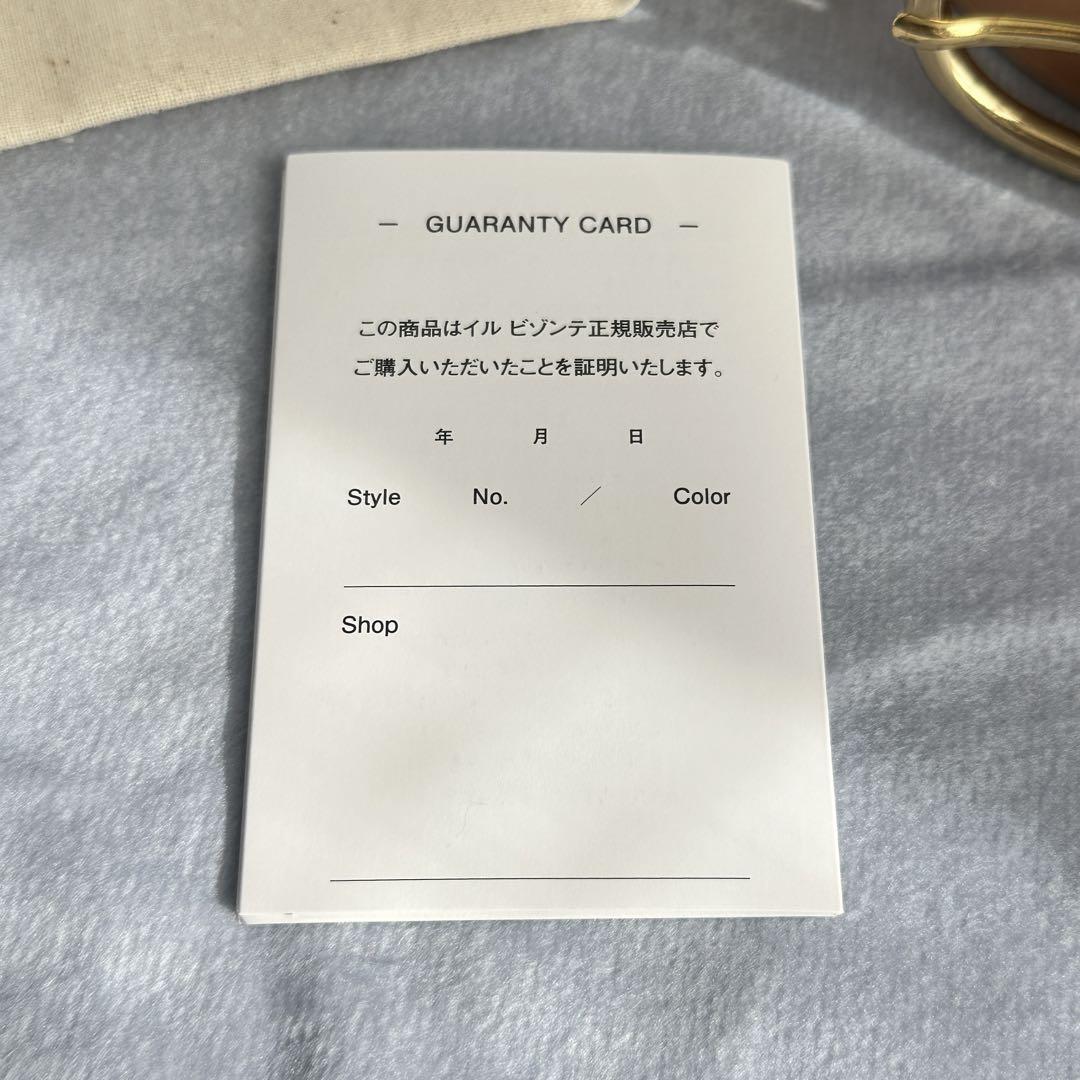 — GUARANTY CARD —
この商品はイル ビゾンテ正規販売店で
ご購入いただいたことを証明いたします。
年 月 日
Style No. ／ Color
Shop